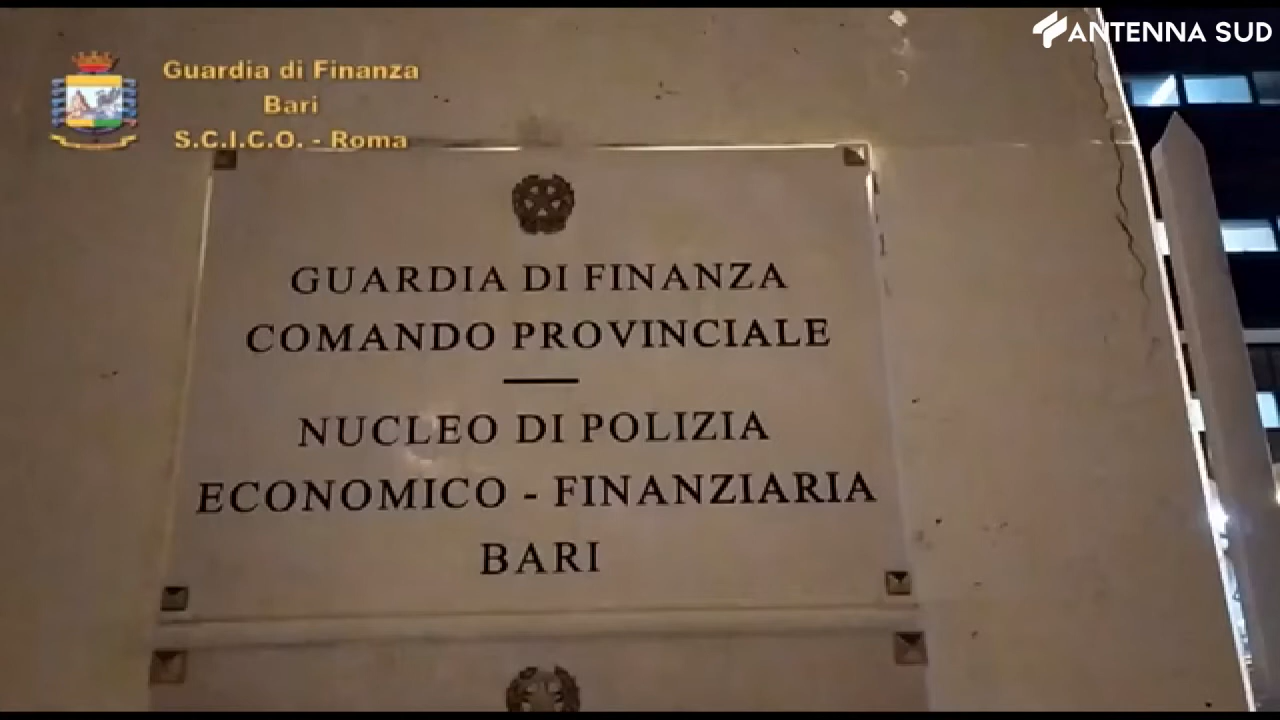 ANTENNA SUD
Guardia di Finanza
Bari
S.C.I.C.O. - Roma
GUARDIA DI FINANZA
COMANDO PROVINCIALE
NUCLEO DI POLIZIA
ECONOMICO - FINANZIARIA
BARI